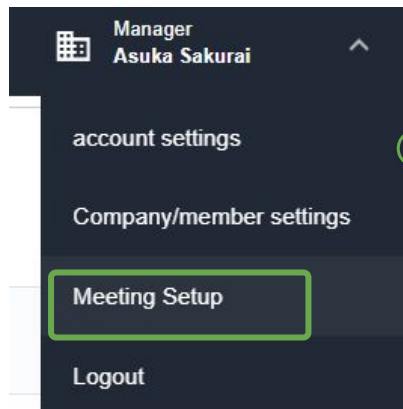 Manager
Asuka Sakurai
account settings
Company/member settings
Meeting Setup
Logout